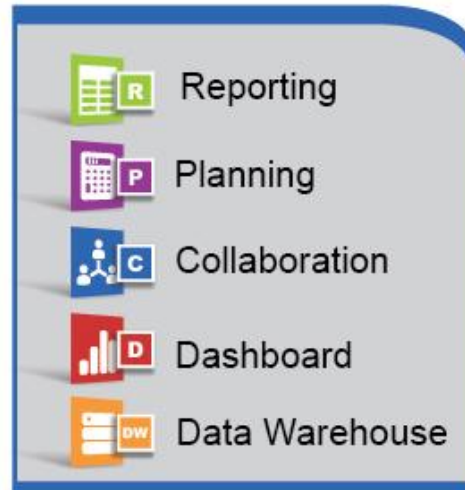 R Reporting
P Planning
C Collaboration
D Dashboard
DW Data Warehouse